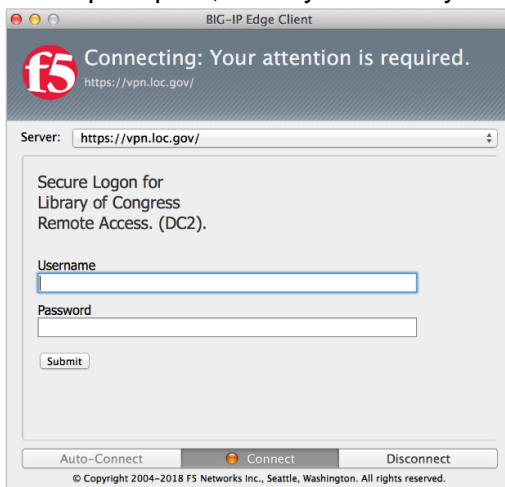 BIG-IP Edge Client
f5
Connecting: Your attention is required.
https://vpn.loc.gov/
Server: https://vpn.loc.gov/
Secure Logon for
Library of Congress
Remote Access. (DC2).
Username
Password
Submit
Auto-Connect Connect Disconnect
© Copyright 2004-2018 F5 Networks Inc., Seattle, Washington. All rights reserved.